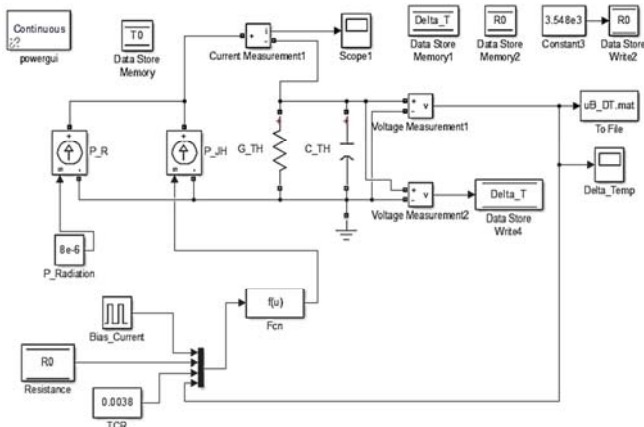 Continuous
powergui
T0
Data Store
Memory
Current Measurement1
Scope1
Delta_T
Data Store
Memory1
R0
Data Store
Memory2
3.548e3
Constant3
R0
Data Store
Write2
P_R
P_JH
G_TH
C_TH
v
Voltage Measurement1
uB_DT.mat
To File
Delta_Temp
v
Voltage Measurement2
Delta_T
Data Store
Write4
8e-6
P_Radiation
f(u)
Fcn
Bias_Current
R0
Resistance
0.0038
TCR